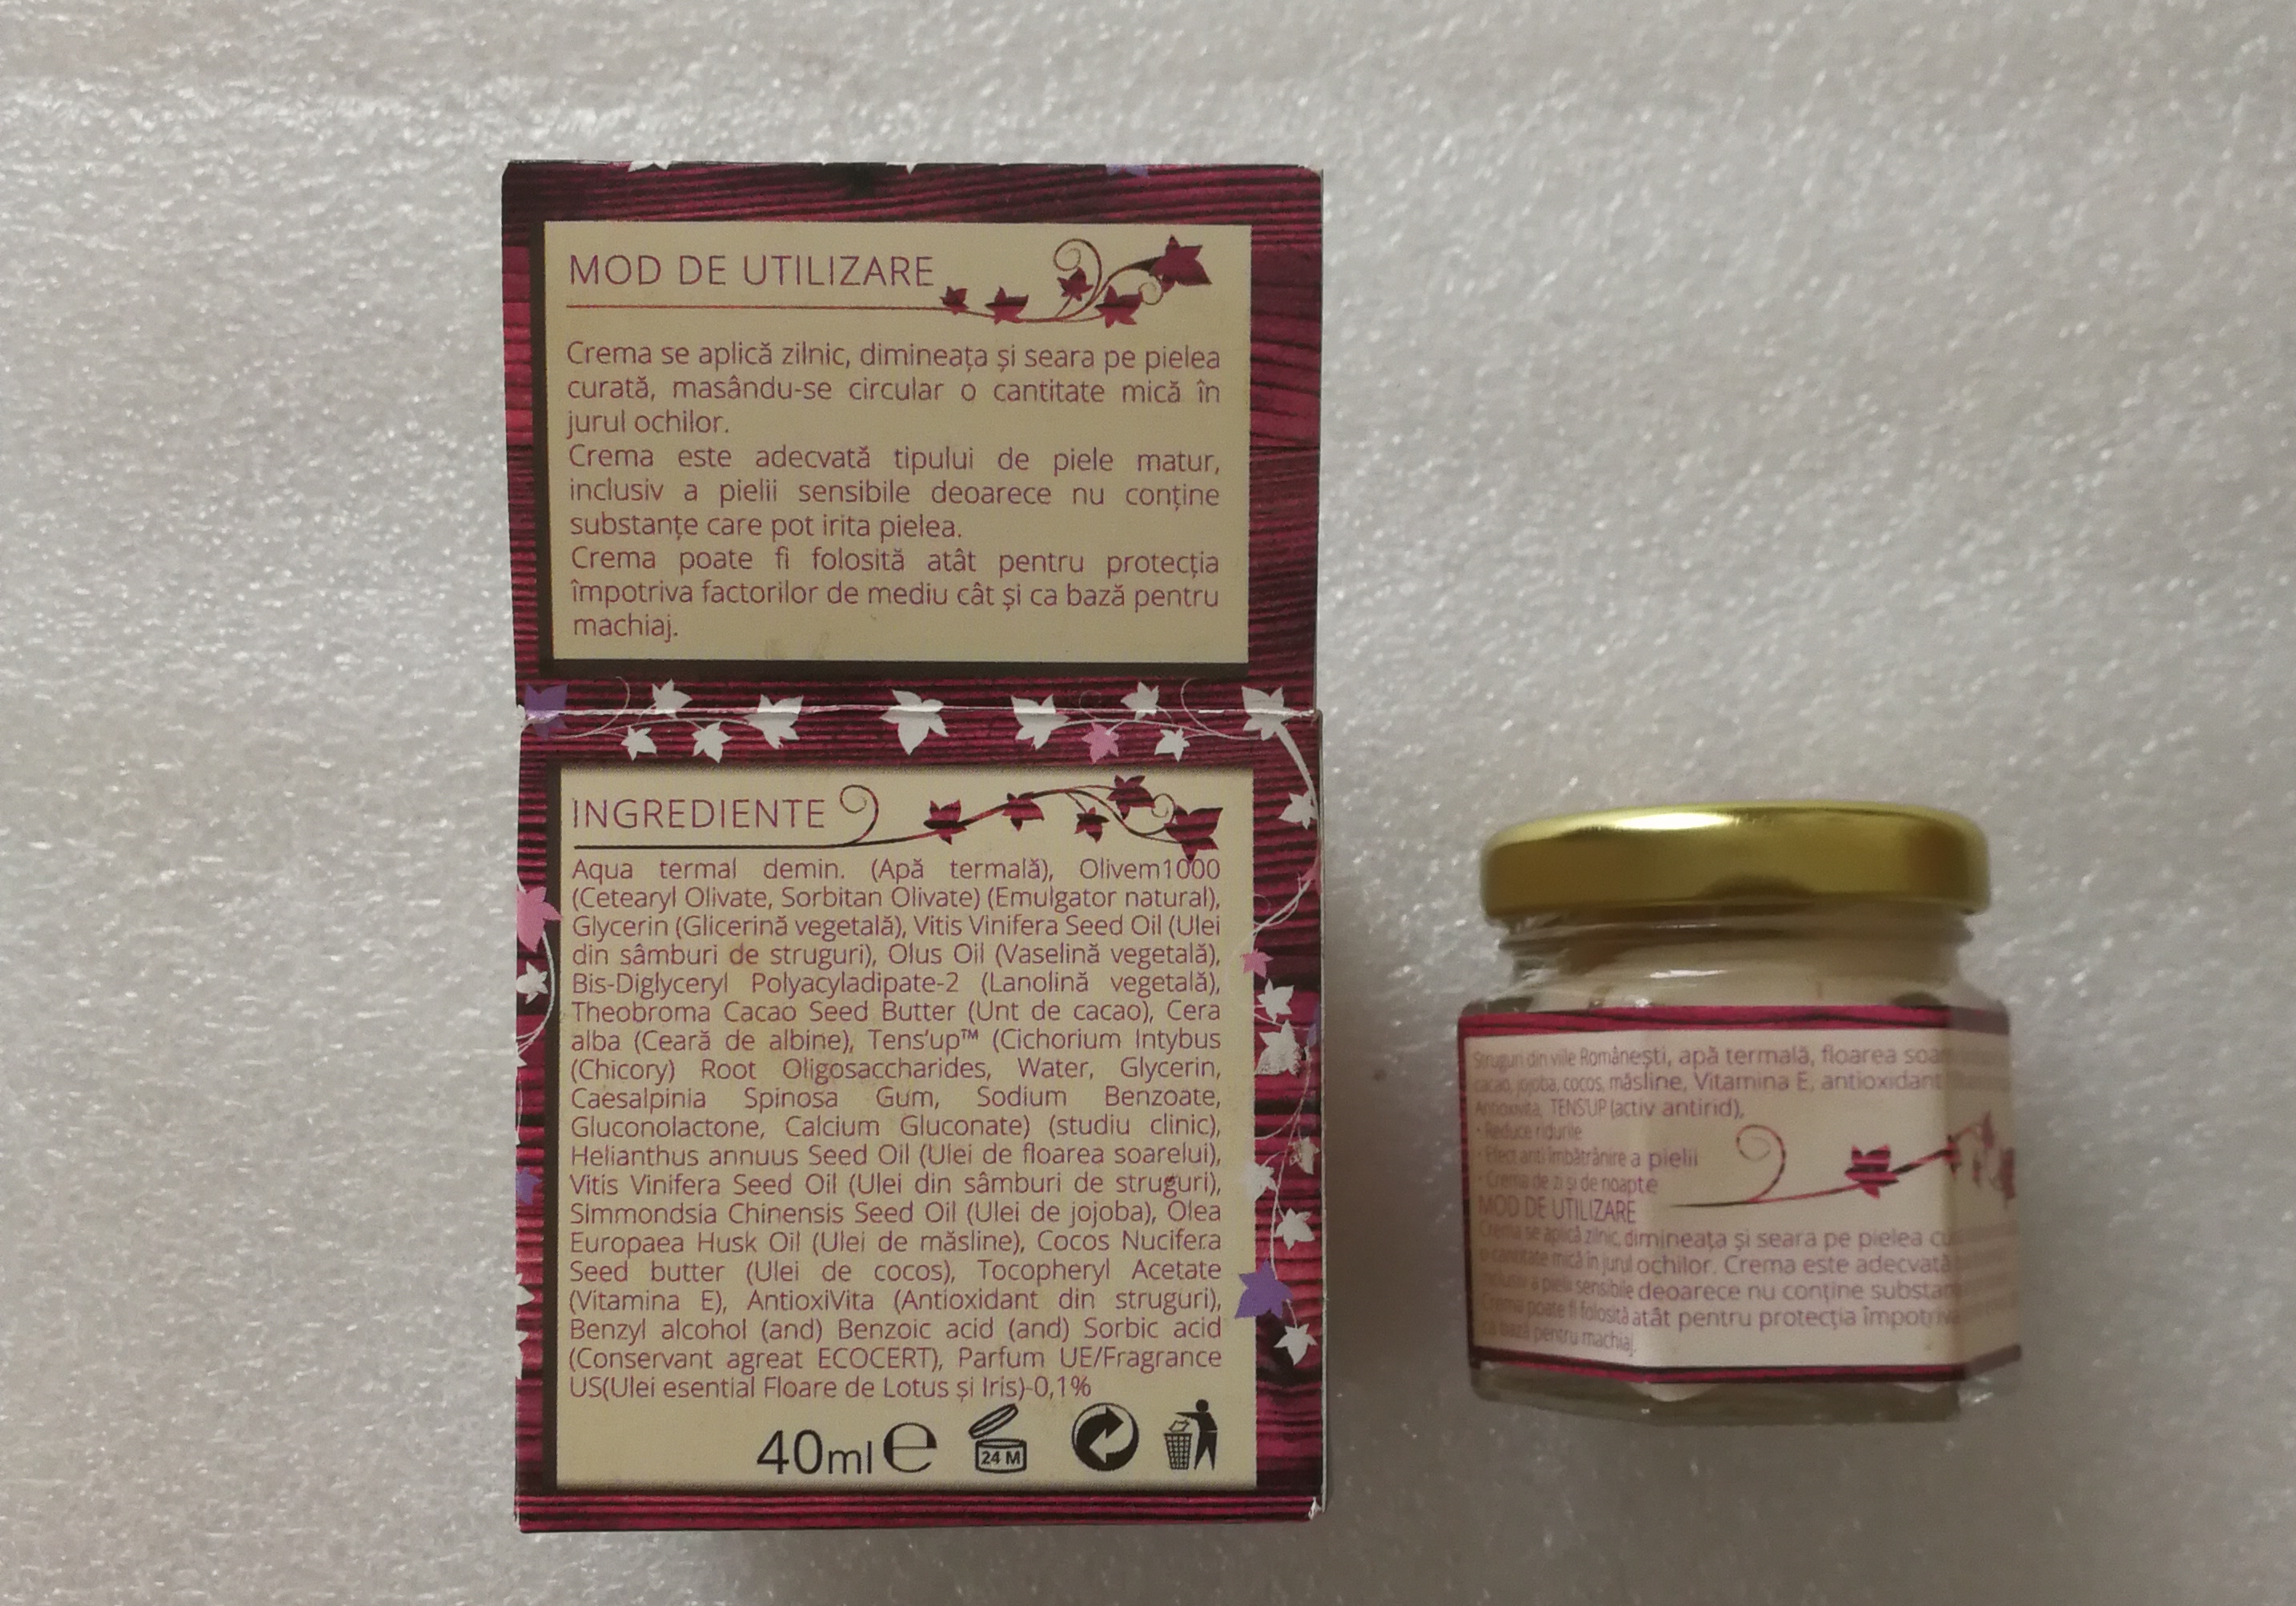 MOD DE UTILIZARE
Crema se aplică zilnic, dimineața și seara pe pielea
curată, masându-se circular o cantitate mică în
jurul ochilor.
Crema este adecvată tipului de piele matur,
inclusiv a pielii sensibile deoarece nu conține
substanțe care pot irita pielea.
Crema poate fi folosită atât pentru protecția
împotriva factorilor de mediu cât și ca bază pentru
machiaj.
INGREDIENTE
Aqua termal demin. (Apă termală), Olivem1000
(Cetearyl Olivate, Sorbitan Olivate) (Emulgator natural),
Glycerin (Glicerină vegetală), Vitis Vinifera Seed Oil (Ulei
din sâmburi de struguri), Olus Oil (Vaselină vegetală),
Bis-Diglyceryl Polyacyladipate-2 (Lanolină vegetală),
Theobroma Cacao Seed Butter (Unt de cacao), Cera
alba (Ceară de albine), Tens'up™ (Cichorium Intybus
(Chicory) Root Oligosaccharides, Water, Glycerin,
Caesalpinia Spinosa Gum, Sodium Benzoate,
Gluconolactone, Calcium Gluconate) (studiu clinic),
Helianthus annuus Seed Oil (Ulei de floarea soarelui),
Vitis Vinifera Seed Oil (Ulei din sâmburi de struguri),
Simmondsia Chinensis Seed Oil (Ulei de jojoba), Olea
Europaea Husk Oil (Ulei de măsline), Cocos Nucifera
Seed butter (Ulei de cocos), Tocopheryl Acetate
(Vitamina E), AntioxiVita (Antioxidant din struguri),
Benzyl alcohol (and) Benzoic acid (and) Sorbic acid
(Conservant agreat ECOCERT), Parfum UE/Fragrance
US(Ulei esential Floare de Lotus și Iris)-0,1%
40ml e 24 M
Struguri din viile Românești, apă termală, floarea
cacao, jojoba, cocos, măsline, Vitamina E, antioxidant
Antioxivita, TENS'UP (activ antirid),
• Reduce ridurile
• Efect anti îmbătrânire a pielii
• Crema de zi și de noapte
MOD DE UTILIZARE
Crema se aplică zilnic, dimineața și seara pe pielea
o cantitate mică în jurul ochilor. Crema este adecvată
inclusiv a pielii sensibile deoarece nu conține
Crema poate fi folosită atât pentru protecția
ca bază pentru machiaj.